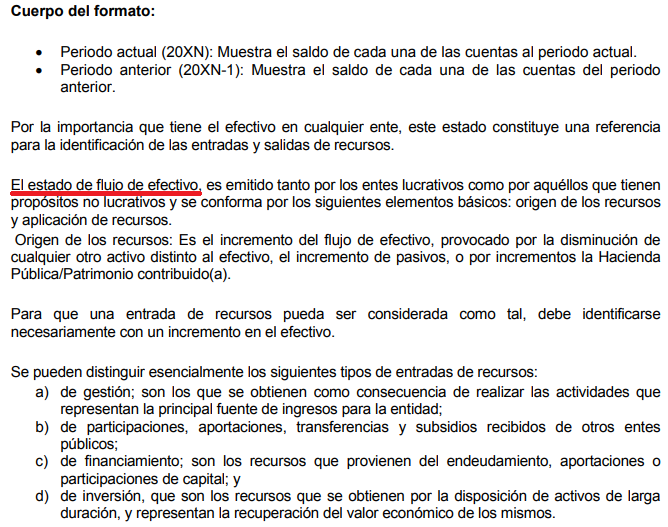 Cuerpo del formato:
• Periodo actual (20XN): Muestra el saldo de cada una de las cuentas al periodo actual.
• Periodo anterior (20XN-1): Muestra el saldo de cada una de las cuentas del periodo
anterior.
Por la importancia que tiene el efectivo en cualquier ente, este estado constituye una referencia
para la identificación de las entradas y salidas de recursos.
El estado de flujo de efectivo, es emitido tanto por los entes lucrativos como por aquéllos que tienen
propósitos no lucrativos y se conforma por los siguientes elementos básicos: origen de los recursos
y aplicación de recursos.
Origen de los recursos: Es el incremento del flujo de efectivo, provocado por la disminución de
cualquier otro activo distinto al efectivo, el incremento de pasivos, o por incrementos la Hacienda
Pública/Patrimonio contribuido(a).
Para que una entrada de recursos pueda ser considerada como tal, debe identificarse
necesariamente con un incremento en el efectivo.
Se pueden distinguir esencialmente los siguientes tipos de entradas de recursos:
a) de gestión; son los que se obtienen como consecuencia de realizar las actividades que
representan la principal fuente de ingresos para la entidad;
b) de participaciones, aportaciones, transferencias y subsidios recibidos de otros entes
públicos;
c) de financiamiento; son los recursos que provienen del endeudamiento, aportaciones o
participaciones de capital; y
d) de inversión, que son los recursos que se obtienen por la disposición de activos de larga
duración, y representan la recuperación del valor económico de los mismos.